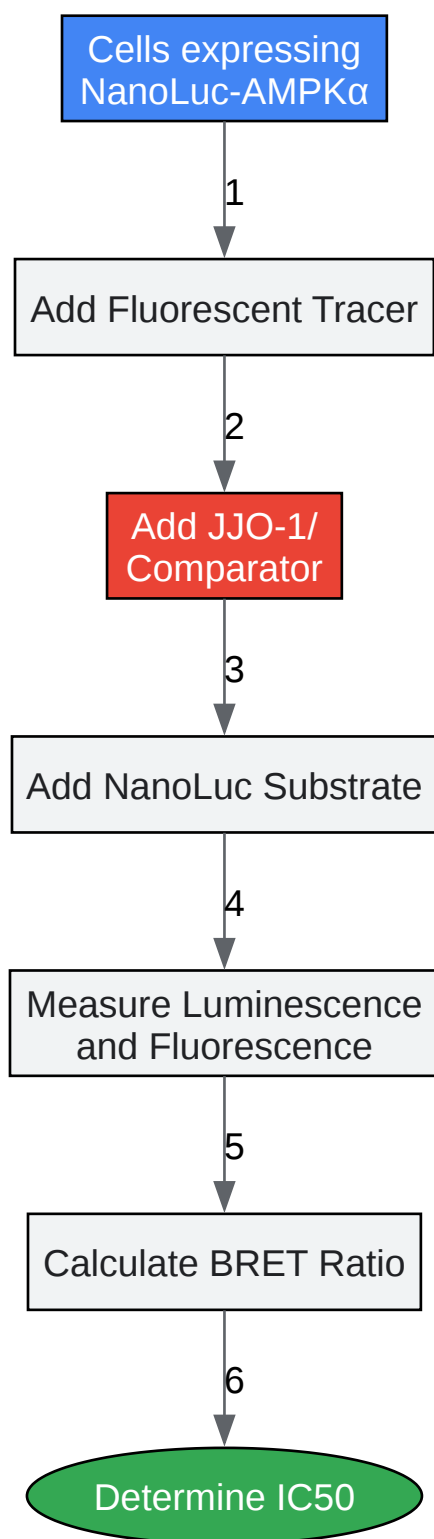 Cells expressing
NanoLuc-AMPKα
1
Add Fluorescent Tracer
2
Add JJO-1/
Comparator
3
Add NanoLuc Substrate
4
Measure Luminescence
and Fluorescence
5
Calculate BRET Ratio
6
Determine IC50